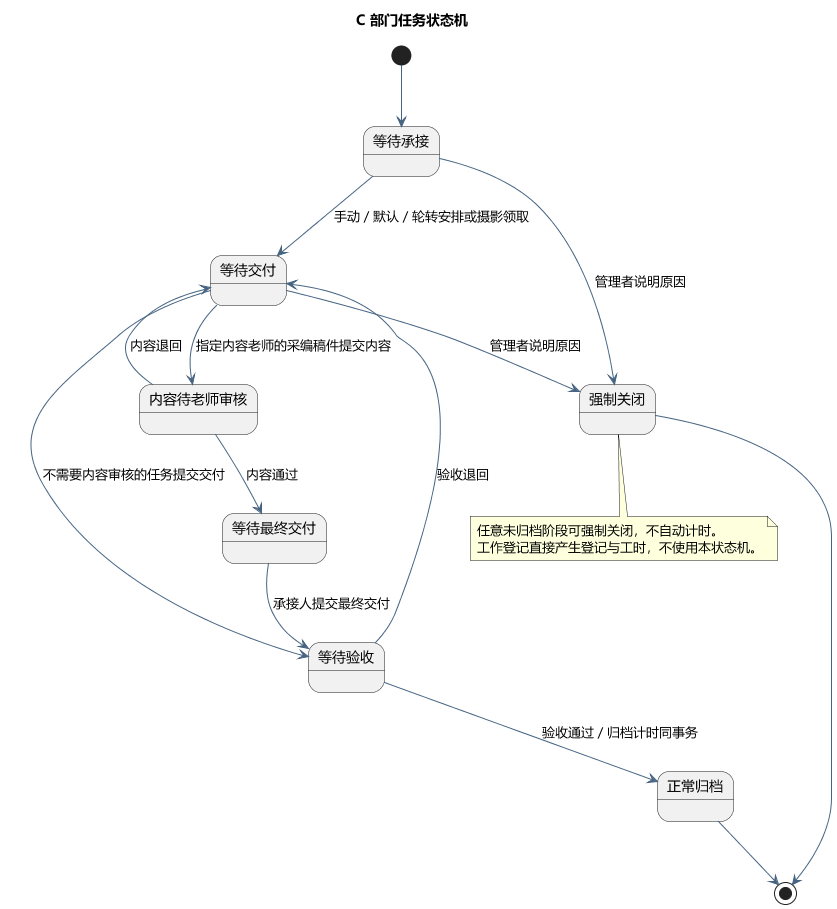 C 部门任务状态机
等待承接
手动 / 默认 / 轮转安排或摄影领取
等待交付
管理者说明原因
内容退回
指定内容老师的采编稿件提交内容
管理者说明原因
内容待老师审核
强制关闭
不需要内容审核的任务提交交付
内容通过
验收退回
等待最终交付
任意未归档阶段可强制关闭，不自动计时。
工作登记直接产生登记与工时，不使用本状态机。
承接人提交最终交付
等待验收
验收通过 / 归档计时同事务
正常归档